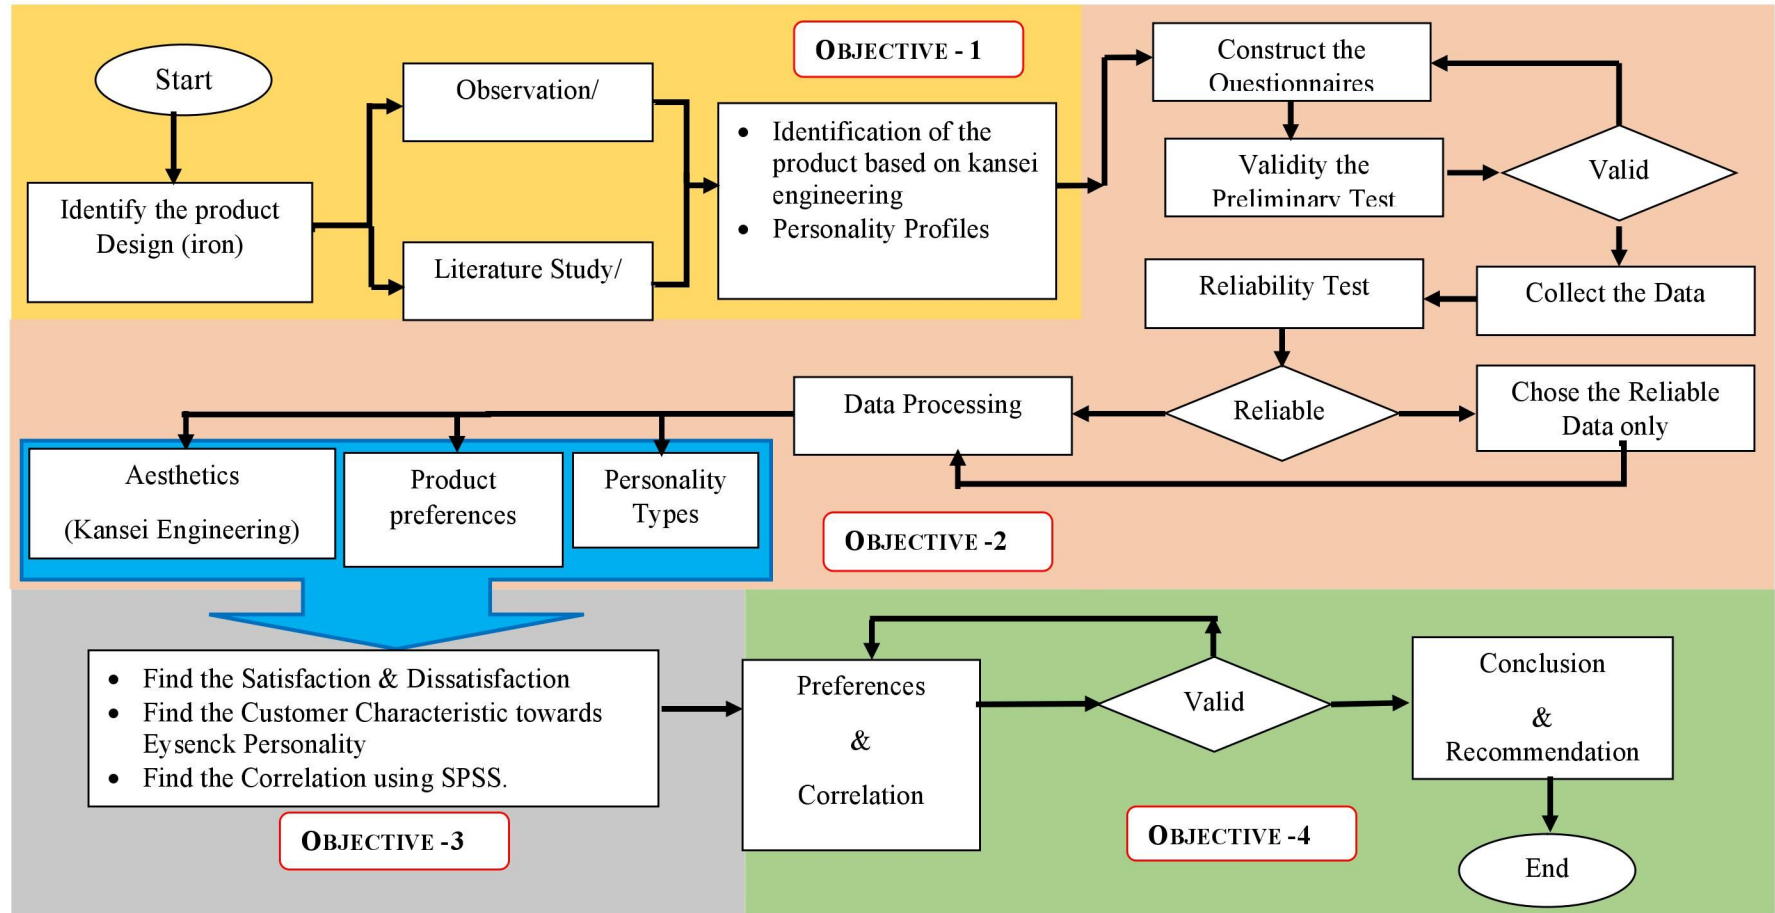 OBJECTIVE - 1
Start
Observation/
Identify the product
Design (iron)
Literature Study/
• Identification of the
product based on kansei
engineering
• Personality Profiles
Construct the
Questionnaires
Validity the
Preliminary Test
Valid
Collect the Data
Reliability Test
Reliable
Chose the Reliable
Data only
Data Processing
Aesthetics
(Kansei Engineering)
Product
preferences
Personality
Types
OBJECTIVE -2
• Find the Satisfaction & Dissatisfaction
• Find the Customer Characteristic towards
Eysenck Personality
• Find the Correlation using SPSS.
OBJECTIVE -3
Preferences
&
Correlation
Valid
Conclusion
&
Recommendation
OBJECTIVE -4
End